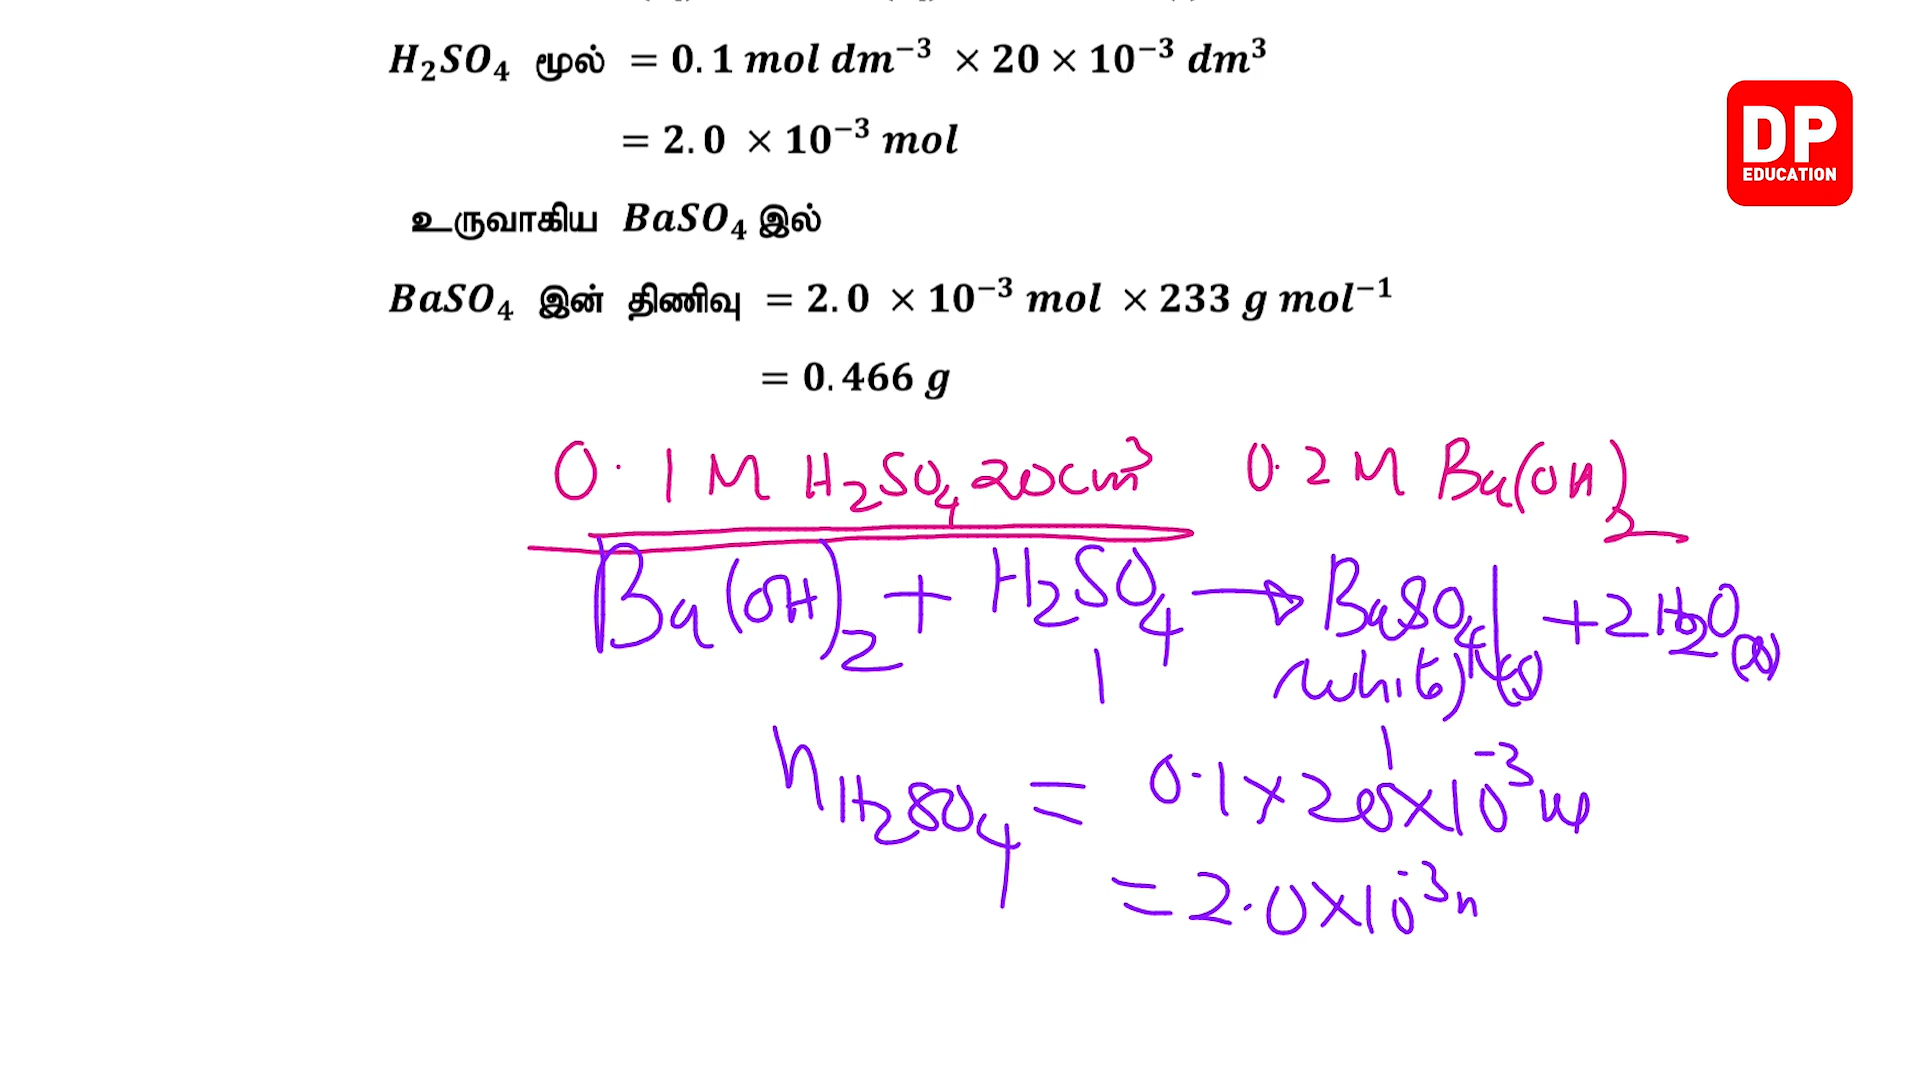 H₂SO₄ மூல் = 0.1 mol dm⁻³ × 20 × 10⁻³ dm³
= 2.0 × 10⁻³ mol
DP
EDUCATION
உருவாகிய BaSO₄ இல்
BaSO₄ இன் திணிவு = 2.0 × 10⁻³ mol × 233 g mol⁻¹
= 0.466 g
0.1 M H₂SO₄ 20cm³ 0.2 M Ba(OH)₂
Ba(OH)₂ + H₂SO₄ → BaSO₄↓(s) + 2H₂O
1 white)
1
n H₂SO₄ = 0.1 × 20 × 10⁻³
= 2.0 × 10⁻³ n